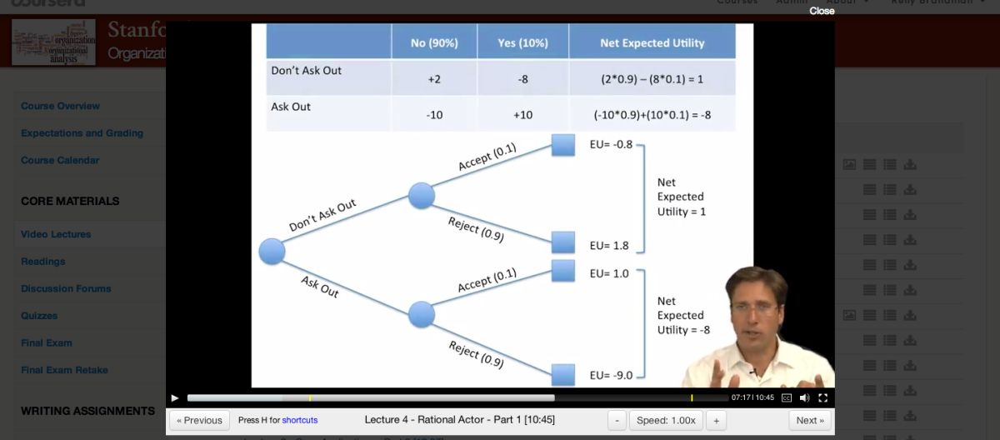 coursera
Courses Admin About
Close
Stanfo
Organizati
organization
organizational
analysis
Course Overview
Expectations and Grading
Course Calendar
CORE MATERIALS
Video Lectures
Readings
Discussion Forums
Quizzes
Final Exam
Final Exam Retake
WRITING ASSIGNMENTS
No (90%) Yes (10%) Net Expected Utility
Don't Ask Out +2 -8 (2*0.9) – (8*0.1) = 1
Ask Out -10 +10 (-10*0.9)+(10*0.1) = -8
Accept (0.1)
EU= -0.8
Don't Ask Out
Net
Expected
Utility = 1
Reject (0.9)
EU= 1.8
Ask Out
Accept (0.1)
EU= 1.0
Net
Expected
Utility = -8
Reject (0.9)
EU= -9.0
07:17|10:45 CC
« Previous Press H for shortcuts Lecture 4 - Rational Actor - Part 1 [10:45] - Speed: 1.00x + Next »